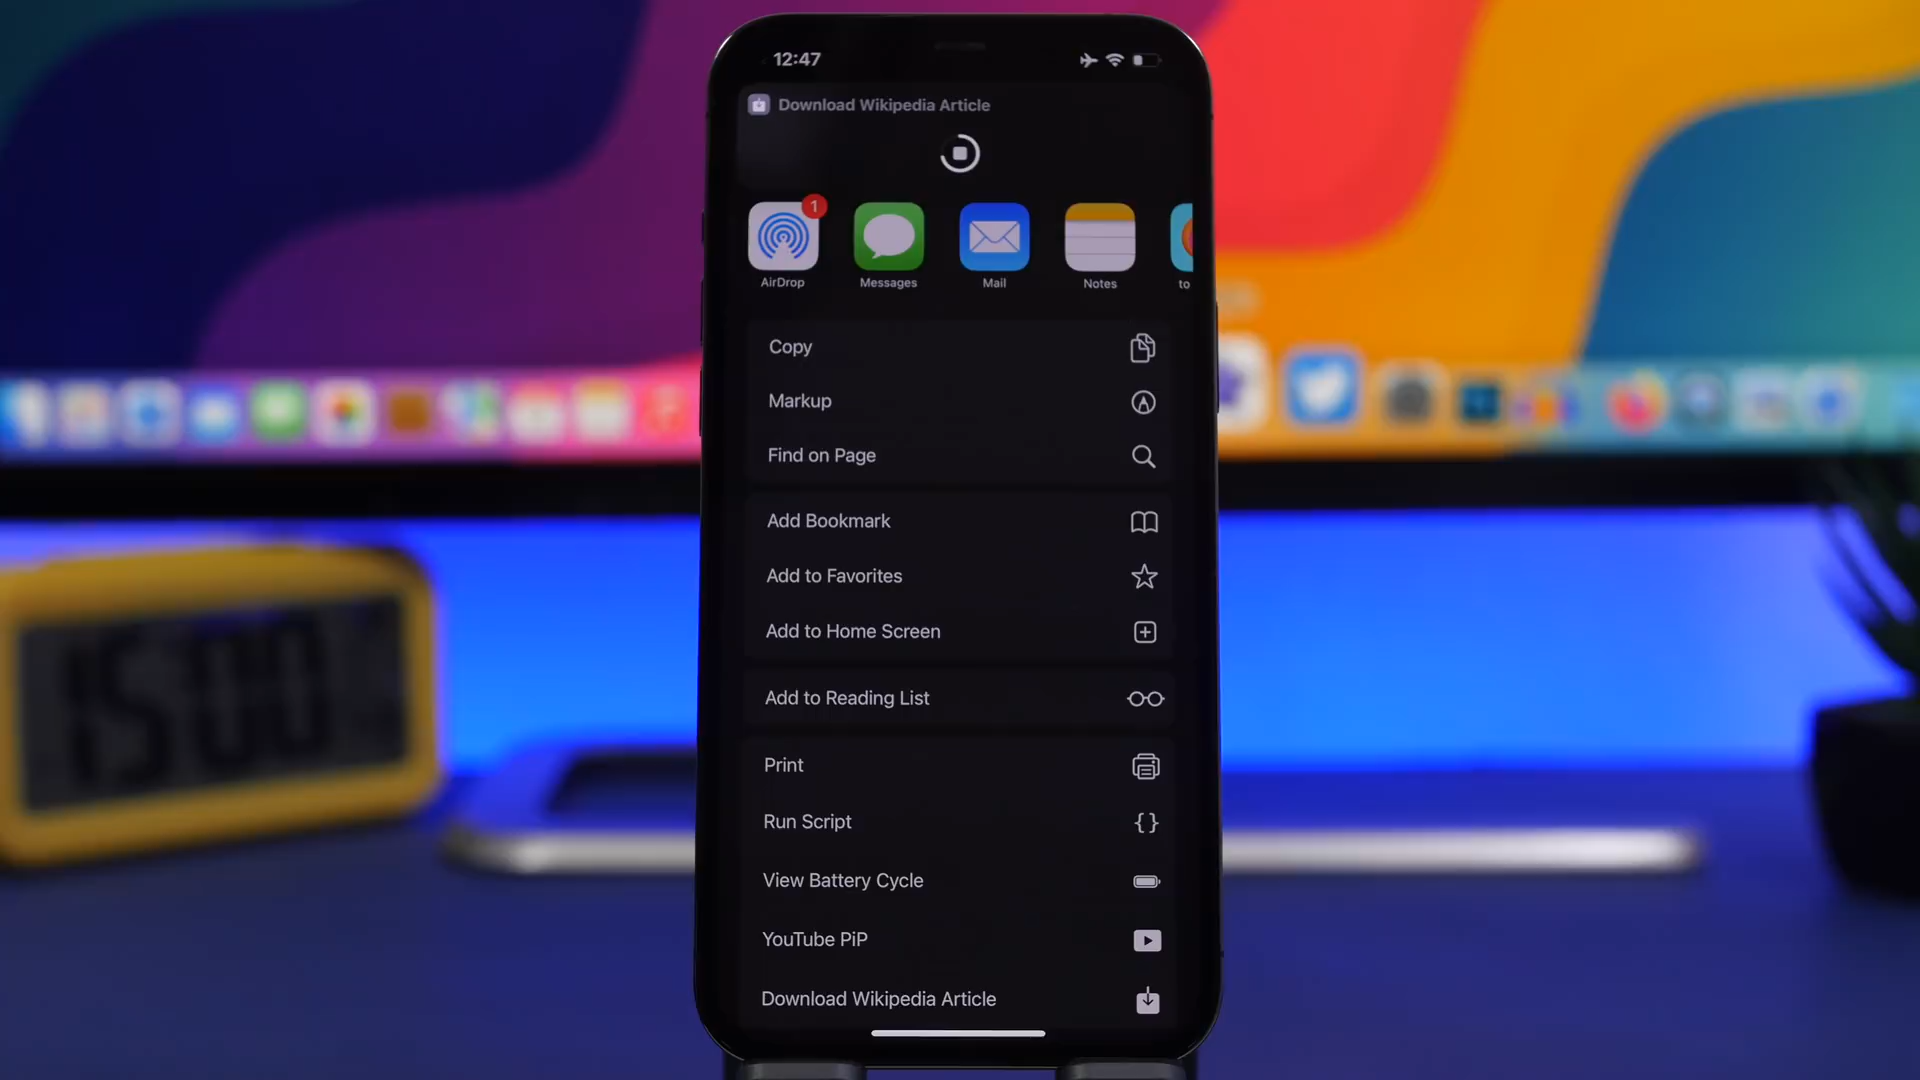 12:47
Download Wikipedia Article
1
AirDrop
Messages
Mail
Notes
to
Copy
Markup
Find on Page
Add Bookmark
Add to Favorites
Add to Home Screen
Add to Reading List
Print
Run Script
View Battery Cycle
YouTube PiP
Download Wikipedia Article
15:00